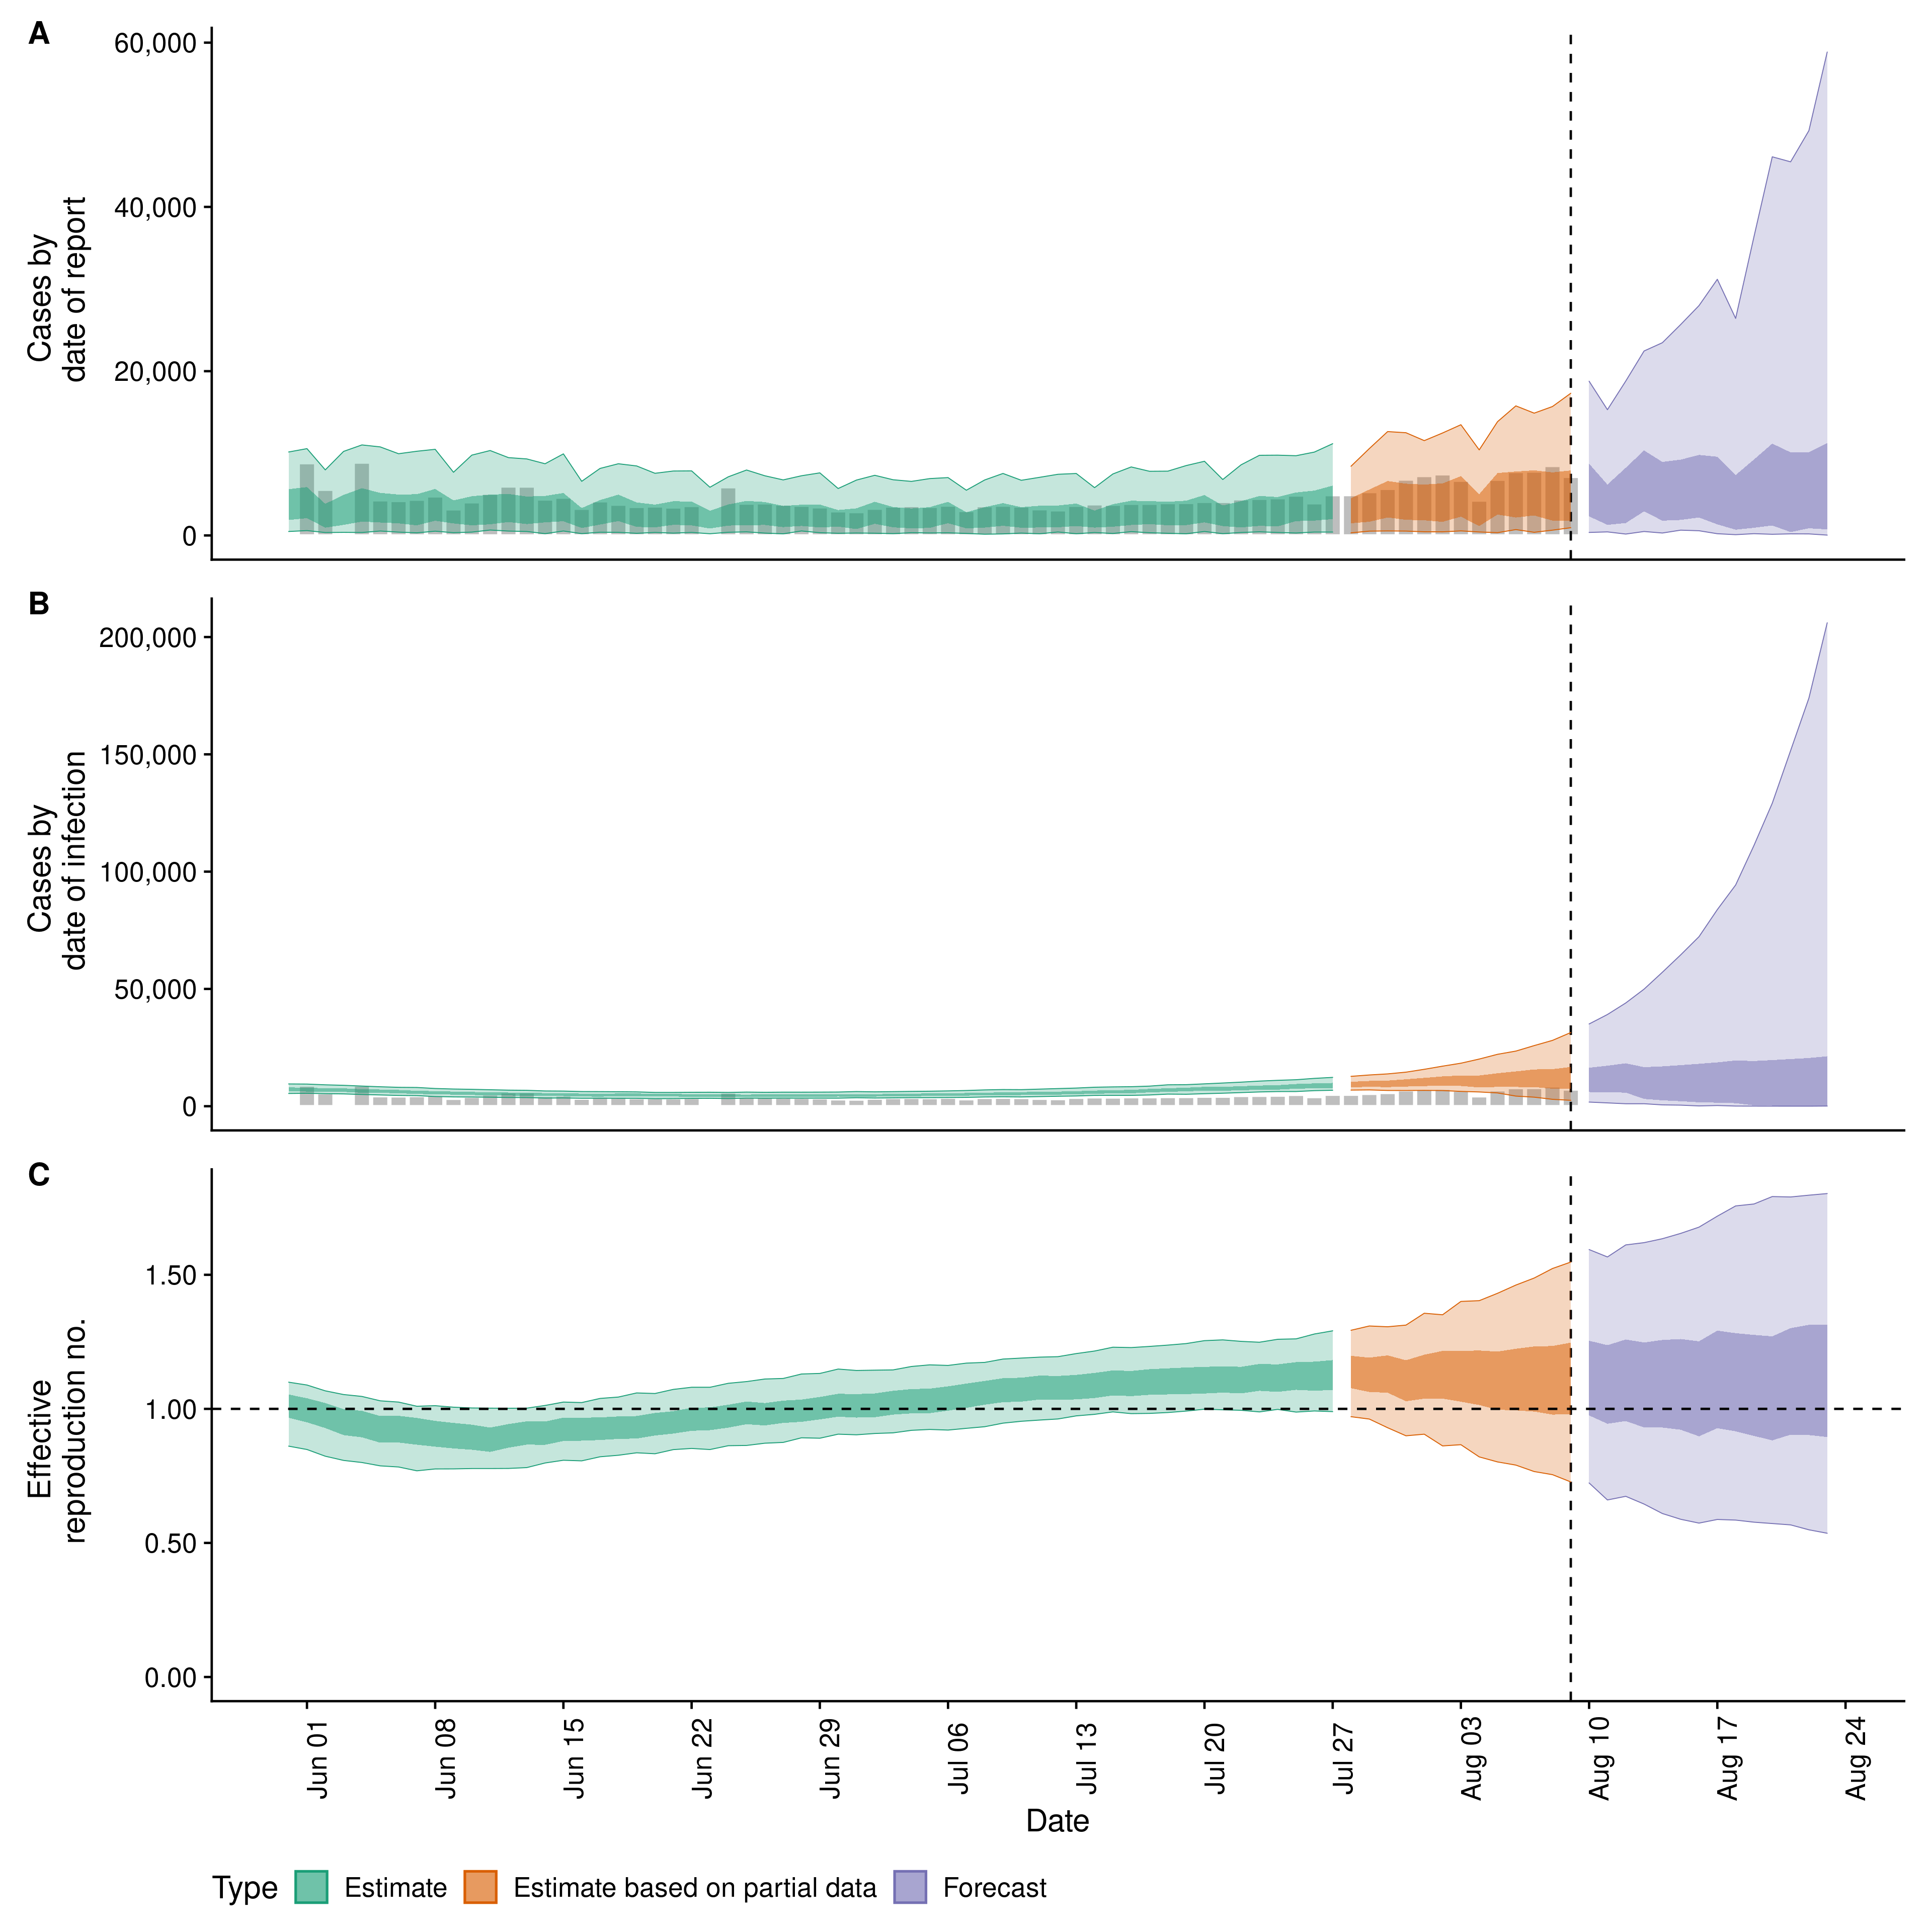 A
60,000
40,000
20,000
0
Cases by
date of report
B
200,000
150,000
100,000
50,000
0
Cases by
date of infection
C
1.50
1.00
0.50
0.00
Effective
reproduction no.
Jun 01
Jun 08
Jun 15
Jun 22
Jun 29
Jul 06
Jul 13
Jul 20
Jul 27
Aug 03
Aug 10
Aug 17
Aug 24
Date
Type Estimate Estimate based on partial data Forecast